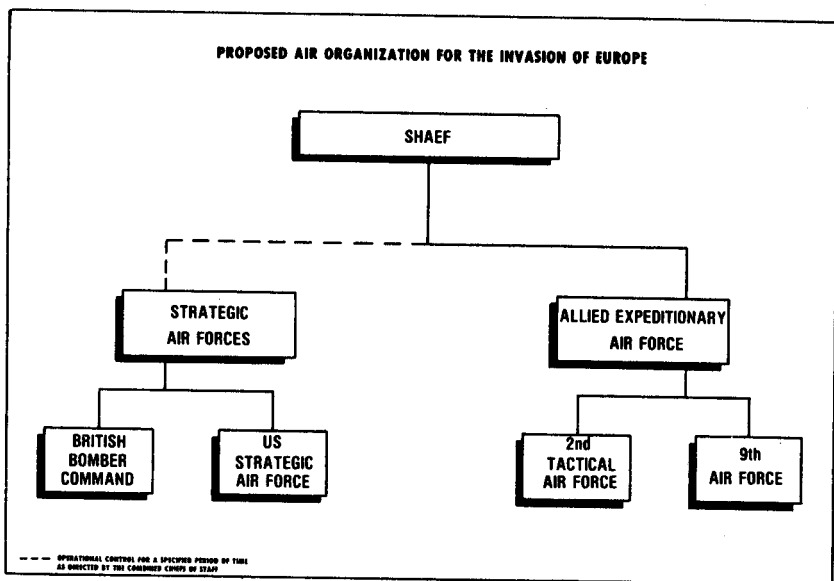 PROPOSED AIR ORGANIZATION FOR THE INVASION OF EUROPE
SHAEF
STRATEGIC
AIR FORCES
ALLIED EXPEDITIONARY
AIR FORCE
BRITISH
BOMBER
COMMAND
US
STRATEGIC
AIR FORCE
2nd
TACTICAL
AIR FORCE
9th
AIR FORCE
OPERATIONAL CONTROL FOR A SPECIFIED PERIOD OF TIME
AS DIRECTED BY THE COMBINED CHIEFS OF STAFF